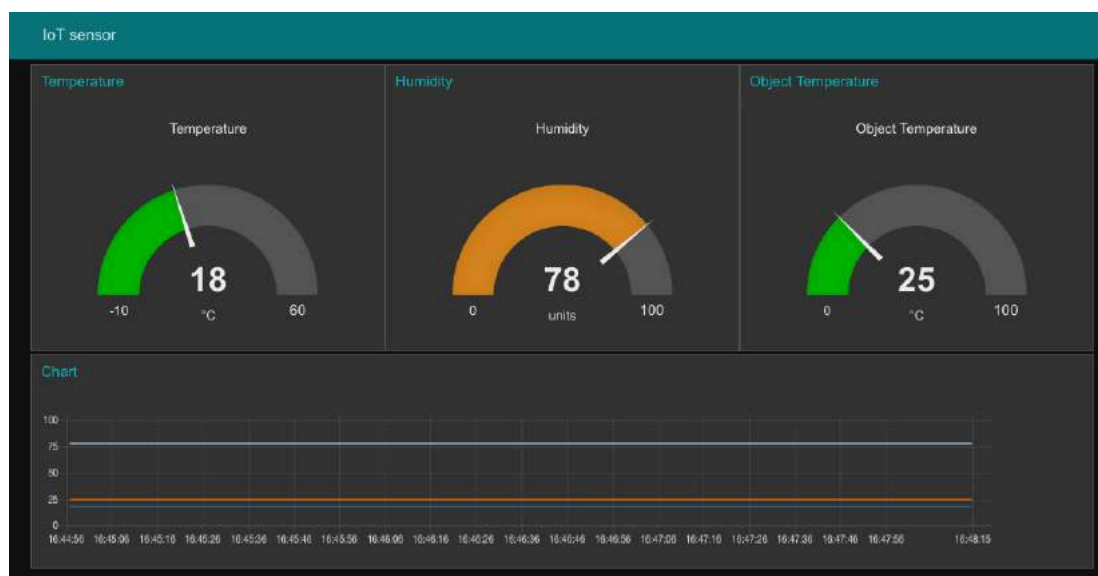 IoT sensor
Temperature
Humidity
Object Temperature
Temperature
Humidity
Object Temperature
18
-10
°C
60
78
0
units
100
25
0
°C
100
Chart
100
75
50
25
0
16:44:56 16:45:06 16:45:16 16:45:26 16:45:36 16:45:46 16:45:56 16:46:06 16:46:16 16:46:26 16:46:36 16:46:46 16:46:56 16:47:06 16:47:16 16:47:26 16:47:36 16:47:46 16:47:56 16:48:15